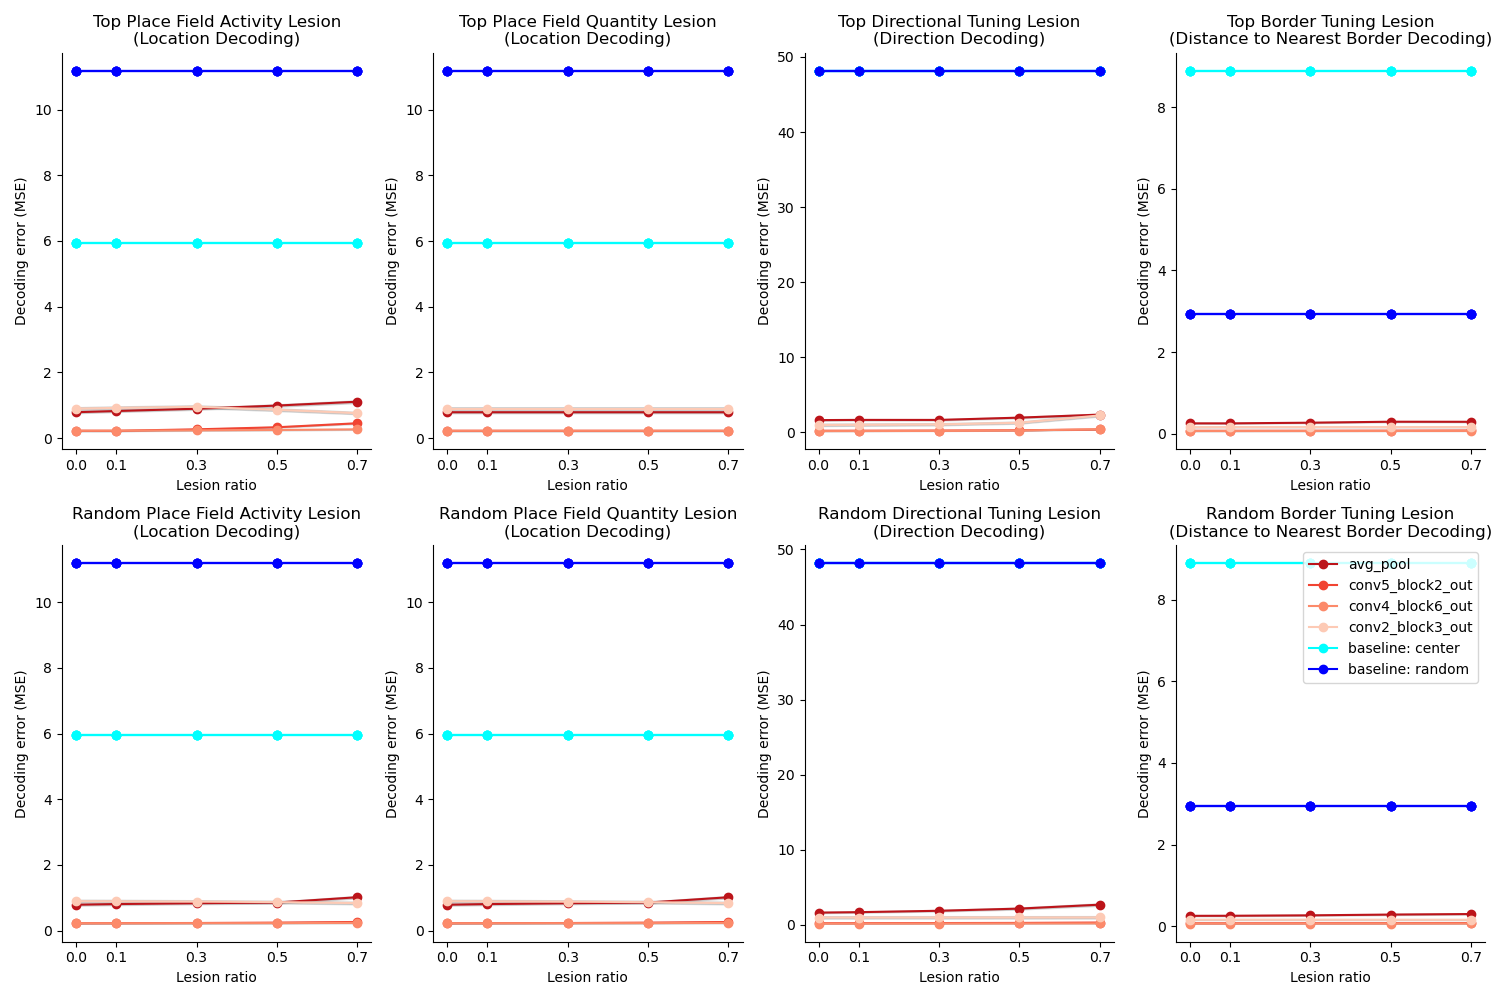 Top Place Field Activity Lesion
(Location Decoding)
Top Place Field Quantity Lesion
(Location Decoding)
Top Directional Tuning Lesion
(Direction Decoding)
Top Border Tuning Lesion
(Distance to Nearest Border Decoding)
Decoding error (MSE)
10
8
6
4
2
0
0.0 0.1 0.3 0.5 0.7
Lesion ratio
Decoding error (MSE)
10
8
6
4
2
0
0.0 0.1 0.3 0.5 0.7
Lesion ratio
Decoding error (MSE)
50
40
30
20
10
0
0.0 0.1 0.3 0.5 0.7
Lesion ratio
Decoding error (MSE)
8
6
4
2
0
0.0 0.1 0.3 0.5 0.7
Lesion ratio
Random Place Field Activity Lesion
(Location Decoding)
Random Place Field Quantity Lesion
(Location Decoding)
Random Directional Tuning Lesion
(Direction Decoding)
Random Border Tuning Lesion
(Distance to Nearest Border Decoding)
Decoding error (MSE)
10
8
6
4
2
0
0.0 0.1 0.3 0.5 0.7
Lesion ratio
Decoding error (MSE)
10
8
6
4
2
0
0.0 0.1 0.3 0.5 0.7
Lesion ratio
Decoding error (MSE)
50
40
30
20
10
0
0.0 0.1 0.3 0.5 0.7
Lesion ratio
Decoding error (MSE)
8
6
4
2
0
0.0 0.1 0.3 0.5 0.7
Lesion ratio
avg_pool
conv5_block2_out
conv4_block6_out
conv2_block3_out
baseline: center
baseline: random